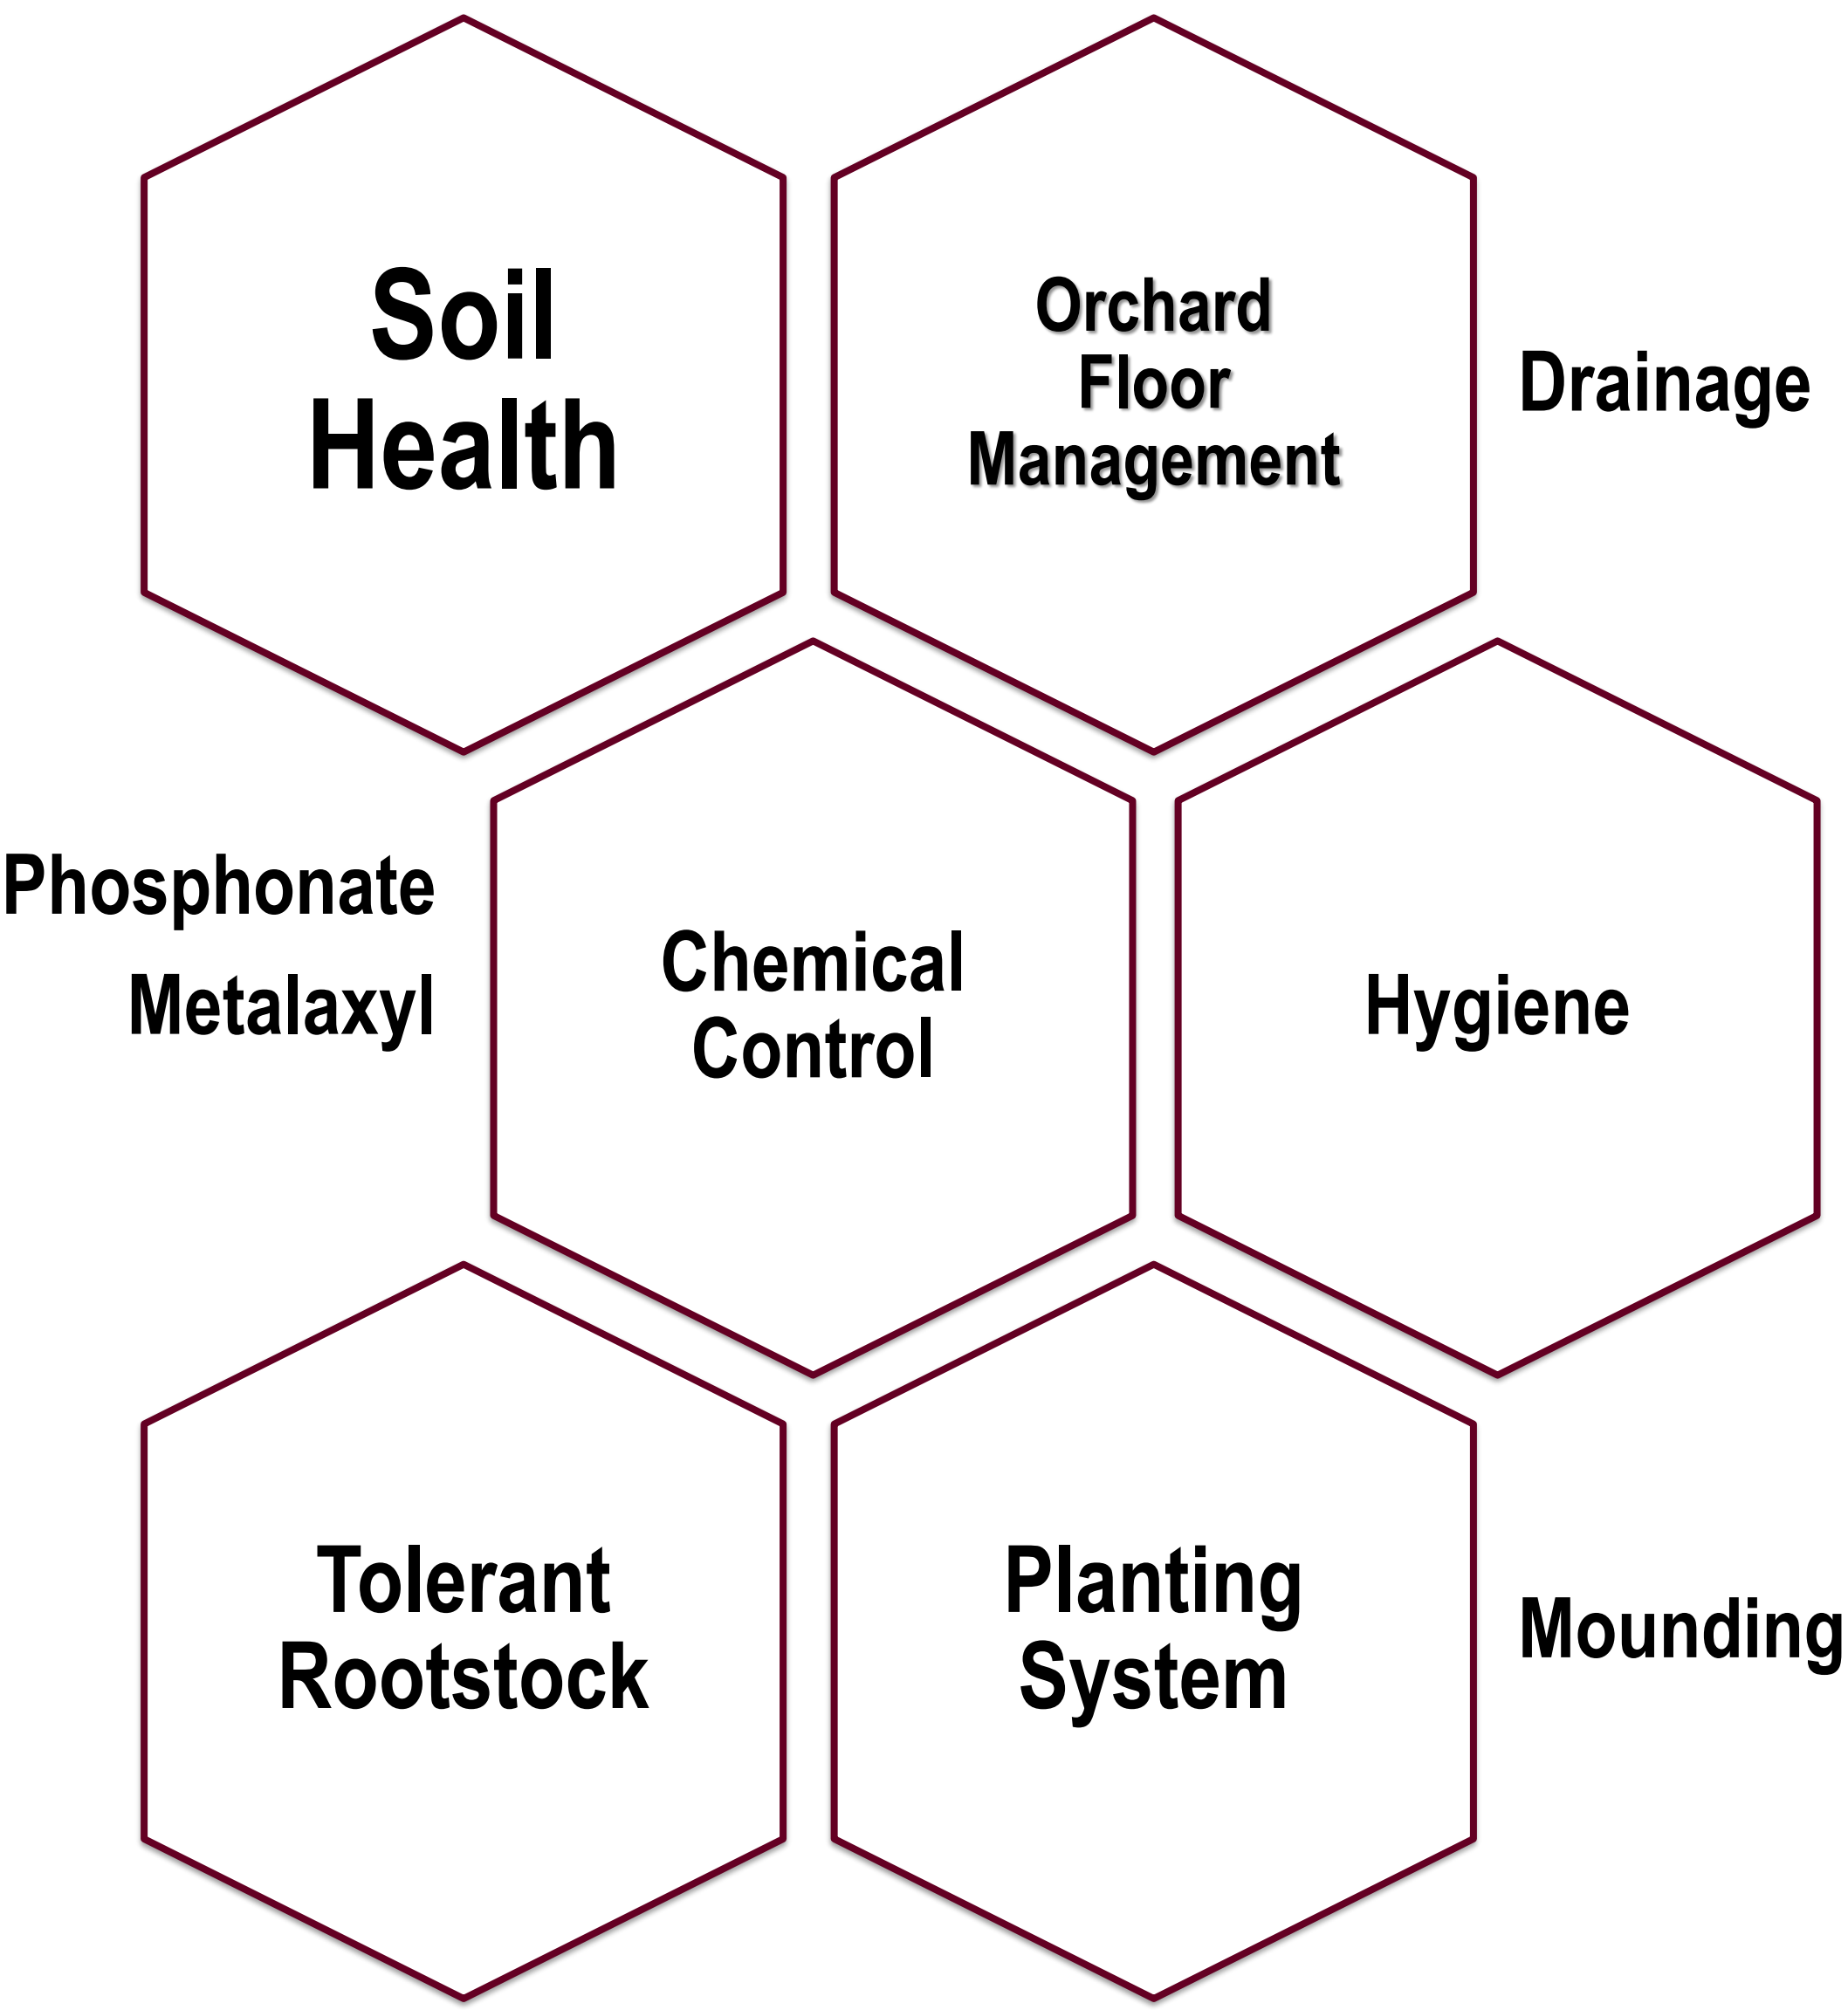 Soil
Health
Orchard
Floor
Management
Drainage
Phosphonate
Metalaxyl
Chemical
Control
Hygiene
Tolerant
Rootstock
Planting
System
Mounding